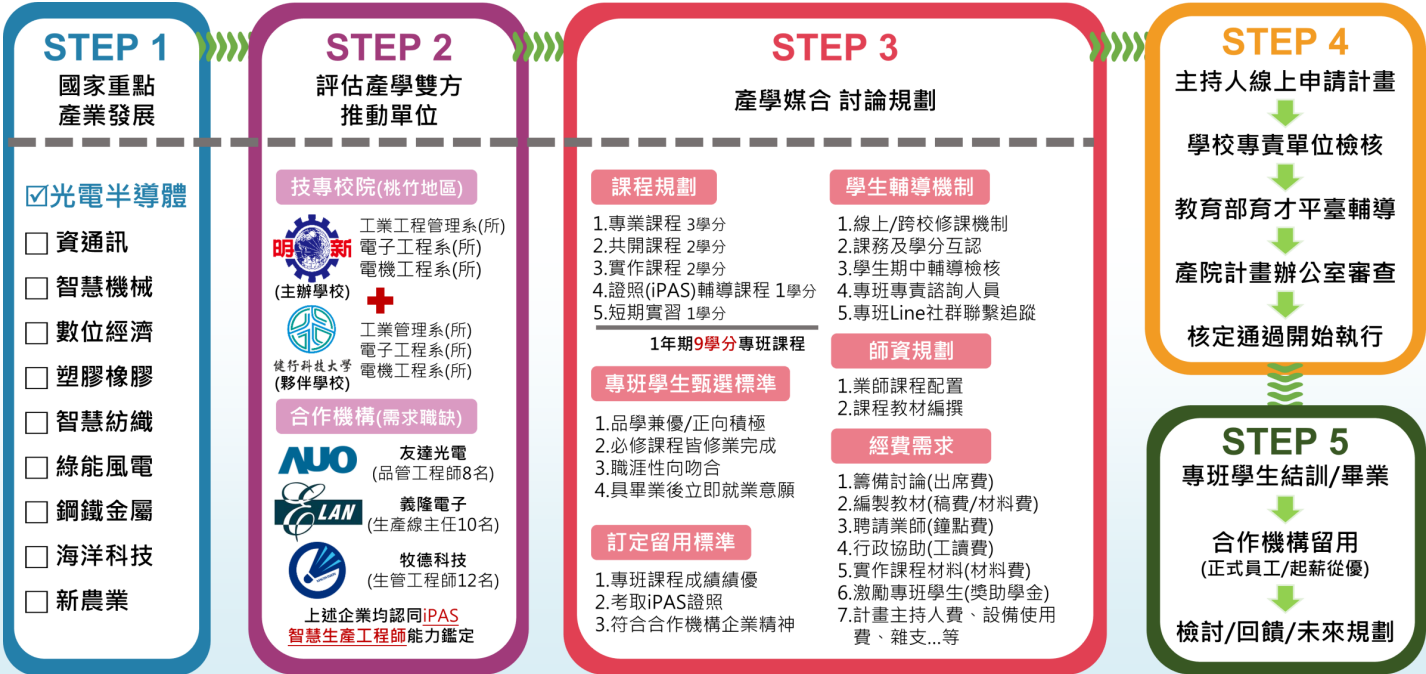 STEP 1
國家重點
產業發展
☑光電半導體
□ 資通訊
□ 智慧機械
□ 數位經濟
□ 塑膠橡膠
□ 智慧紡織
□ 綠能風電
□ 鋼鐵金屬
□ 海洋科技
□ 新農業
STEP 2
評估產學雙方
推動單位
技專校院(桃竹地區)
明新
(主辦學校)
工業工程管理系(所)
電子工程系(所)
電機工程系(所)
健行科技大學
(夥伴學校)
工業管理系(所)
電子工程系(所)
電機工程系(所)
合作機構(需求職缺)
AUO
友達光電
(品管工程師8名)
ELAN
義隆電子
(生產線主任10名)
牧德科技
(生管工程師12名)
上述企業均認同iPAS
智慧生產工程師能力鑑定
STEP 3
產學媒合 討論規劃
課程規劃
1.專業課程 3學分
2.共開課程 2學分
3.實作課程 2學分
4.證照(iPAS)輔導課程 1學分
5.短期實習 1學分
1年期9學分專班課程
專班學生甄選標準
1.品學兼優/正向積極
2.必修課程皆修業完成
3.職涯性向吻合
4.具畢業後立即就業意願
訂定留用標準
1.專班課程成績績優
2.考取iPAS證照
3.符合合作機構企業精神
學生輔導機制
1.線上/跨校修課機制
2.課務及學分互認
3.學生期中輔導檢核
4.專班專責諮詢人員
5.專班Line社群聯繫追蹤
師資規劃
1.業師課程配置
2.課程教材編撰
經費需求
1.籌備討論(出席費)
2.編製教材(稿費/材料費)
3.聘請業師(鐘點費)
4.行政協助(工讀費)
5.實作課程材料(材料費)
6.激勵專班學生(獎助學金)
7.計畫主持人費、設備使用
費、雜支...等
STEP 4
主持人線上申請計畫
學校專責單位檢核
教育部育才平臺輔導
產院計畫辦公室審查
核定通過開始執行
STEP 5
專班學生結訓/畢業
合作機構留用
(正式員工/起薪從優)
檢討/回饋/未來規劃